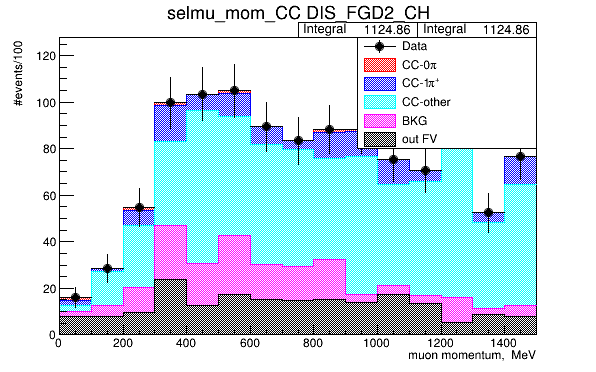 selmu_mom_CC DIS_FGD2_CH
Integral 1124.86 Integral 1124.86
Data
CC-0π
CC-1π⁺
CC-other
BKG
out FV
#events/100
120
100
80
60
40
20
0
0 200 400 600 800 1000 1200 1400
muon momentum, MeV